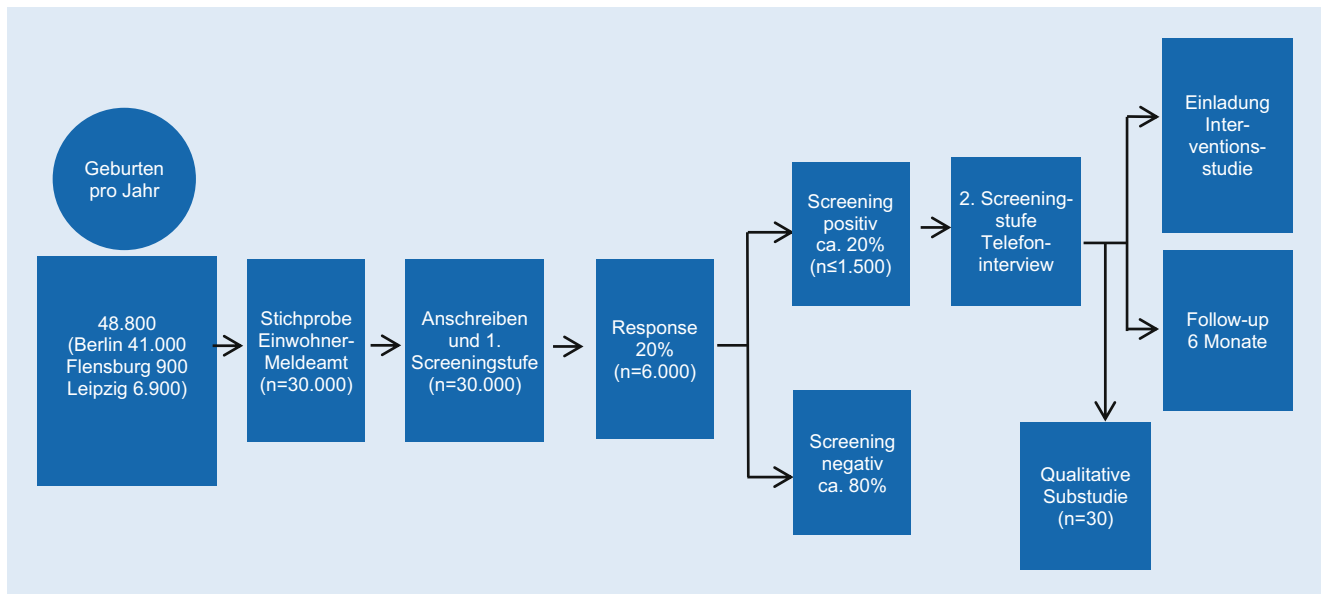 Geburten
pro Jahr
48.800
(Berlin 41.000
Flensburg 900
Leipzig 6.900)
Stichprobe
Einwohner-
Meldeamt
(n=30.000)
Anschreiben
und 1.
Screeningstufe
(n=30.000)
Response
20%
(n=6.000)
Screening
positiv
ca. 20%
(n≤1.500)
Screening
negativ
ca. 80%
2. Screening-
stufe
Telefon-
interview
Einladung
Inter-
ventions-
studie
Follow-up
6 Monate
Qualitative
Substudie
(n=30)